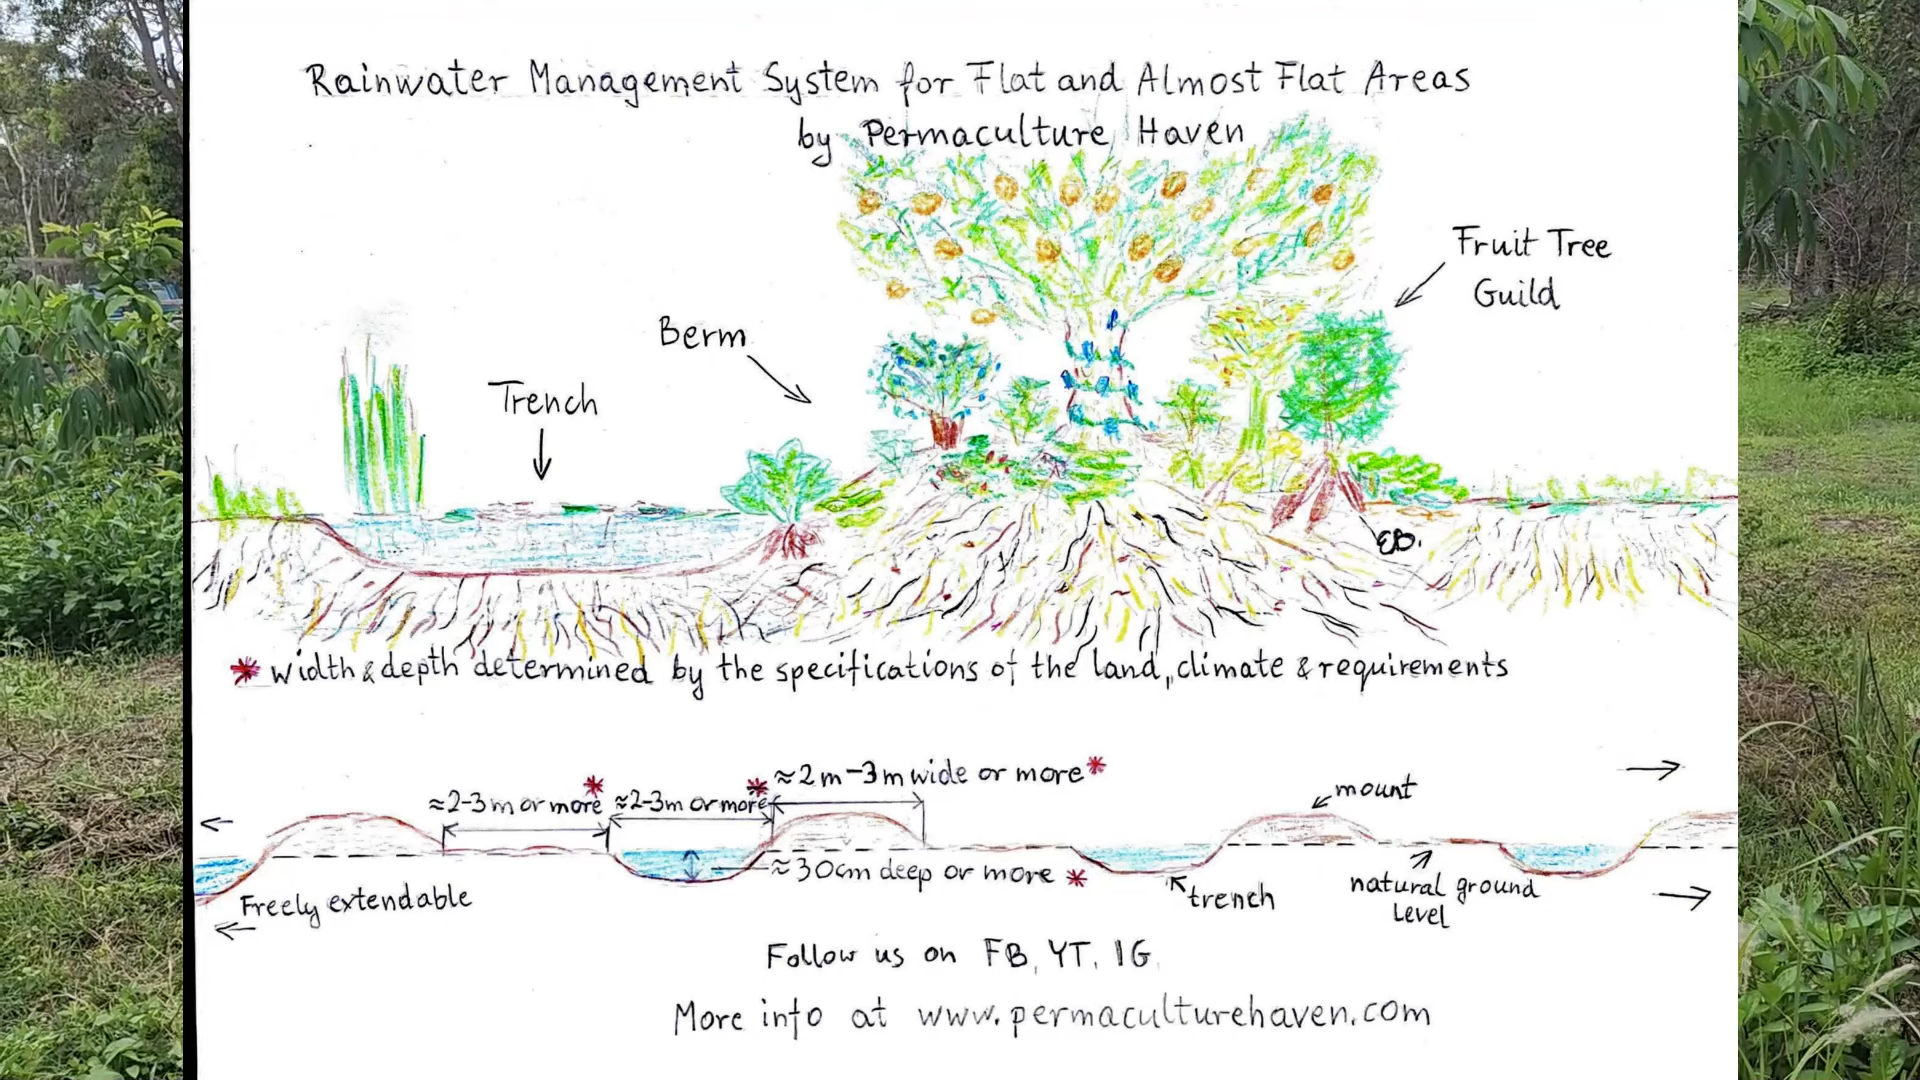 Rainwater Management System for Flat and Almost Flat Areas
by Permaculture Haven
Fruit Tree
Guild
Berm
Trench
EB.
* width & depth determined by the specifications of the land, climate & requirements
≈2m-3m wide or more*
≈2-3m or more*
≈2-3m or more*
mount
≈30cm deep or more *
Freely extendable
trench
natural ground
level
Follow us on FB, YT, IG
More info at www.permaculturehaven.com